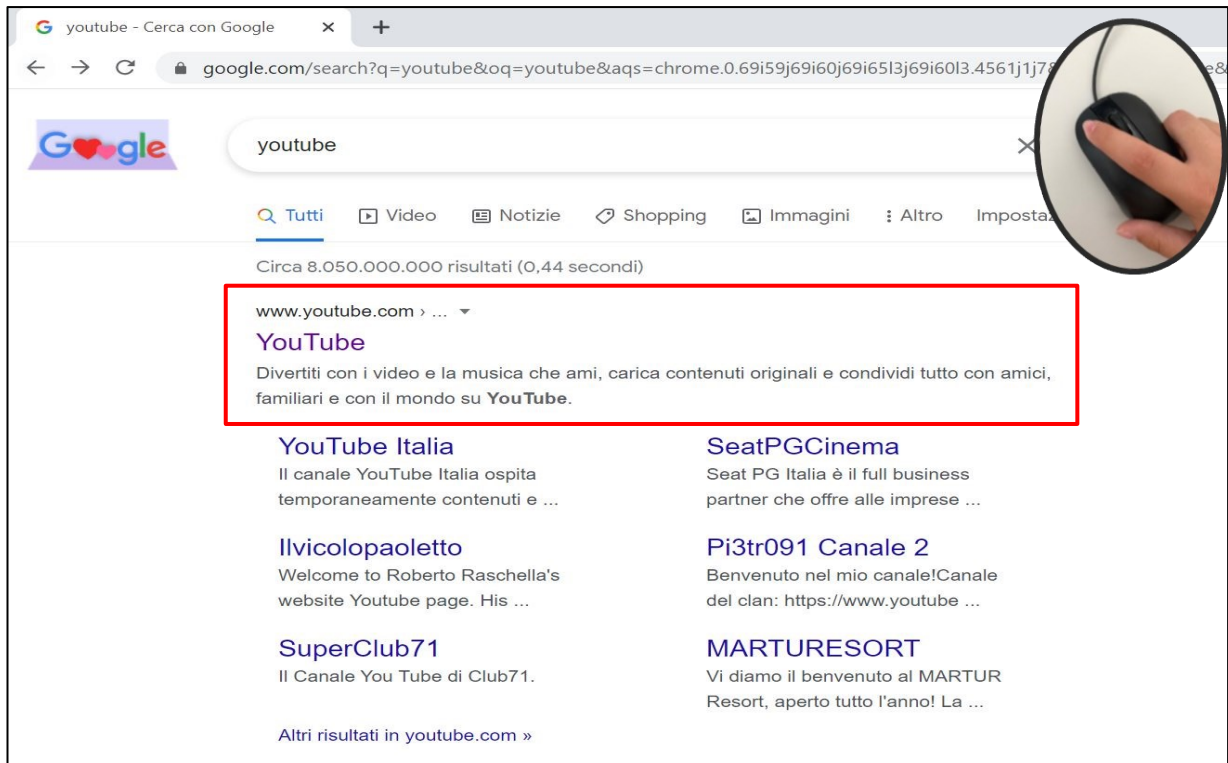 youtube - Cerca con Google
google.com/search?q=youtube&oq=youtube&aqs=chrome.0.69i59j69i60j69i65l3j69i60l3.4561j1j7
Google
youtube
Tutti Video Notizie Shopping Immagini Altro Impostaz
Circa 8.050.000.000 risultati (0,44 secondi)
www.youtube.com › ...
YouTube
Divertiti con i video e la musica che ami, carica contenuti originali e condividi tutto con amici,
familiari e con il mondo su YouTube.
YouTube Italia
Il canale YouTube Italia ospita
temporaneamente contenuti e ...
SeatPGCinema
Seat PG Italia è il full business
partner che offre alle imprese ...
Ilvicolopaoletto
Welcome to Roberto Raschella's
website Youtube page. His ...
Pi3tr091 Canale 2
Benvenuto nel mio canale!Canale
del clan: https://www.youtube ...
SuperClub71
Il Canale You Tube di Club71.
MARTURESORT
Vi diamo il benvenuto al MARTUR
Resort, aperto tutto l'anno! La ...
Altri risultati in youtube.com »